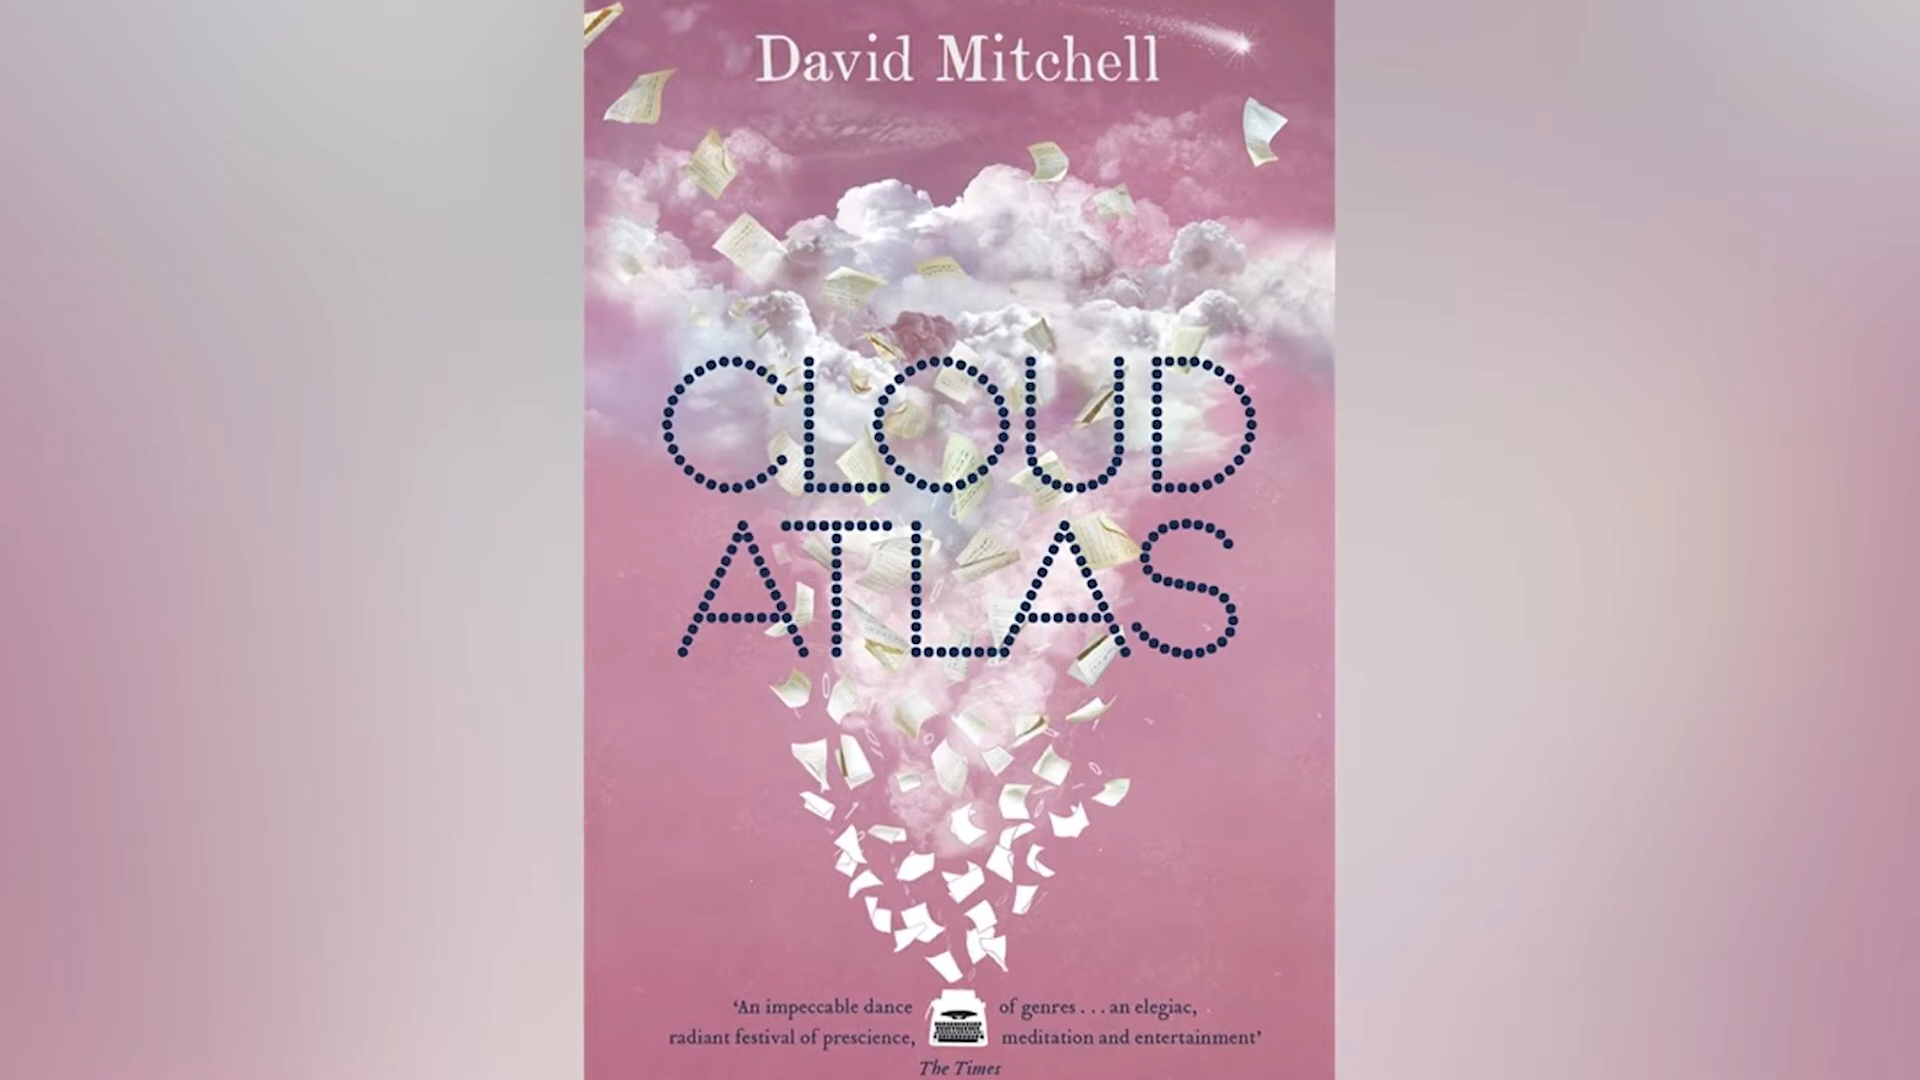 David Mitchell
CLOUD
ATLAS
‘An impeccable dance of genres . . . an elegiac,
radiant festival of prescience, meditation and entertainment’
The Times